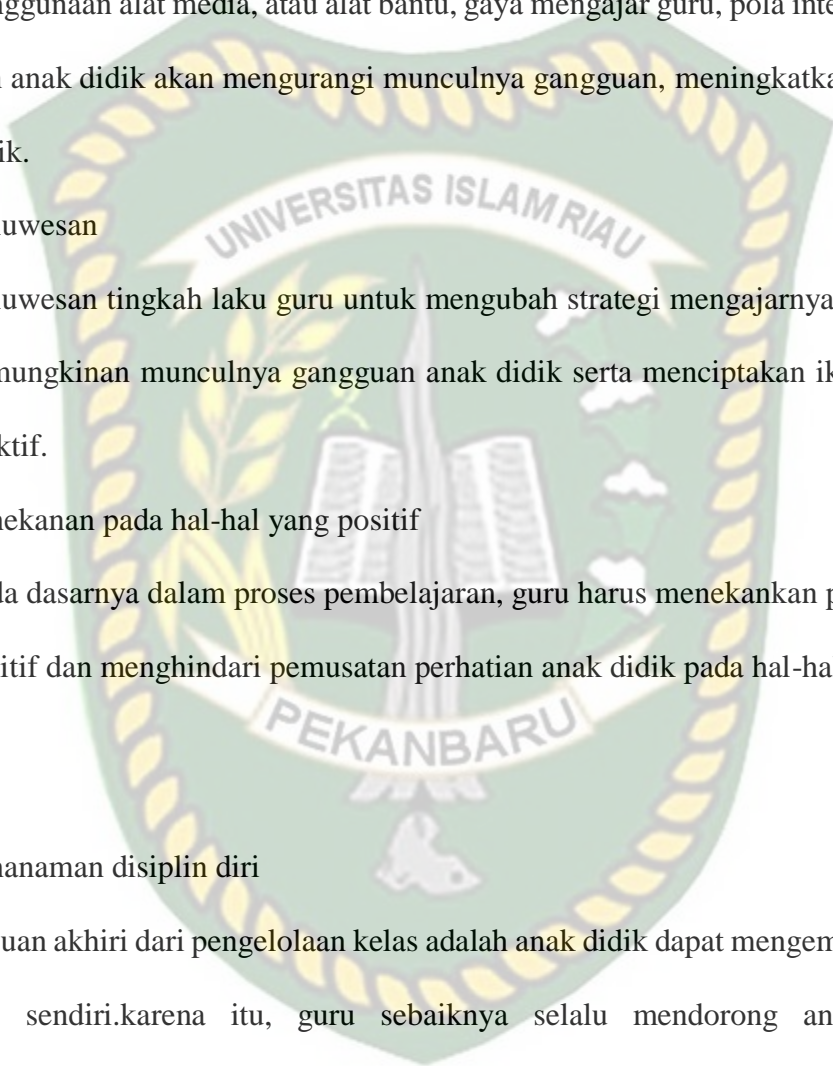 nggunaan alat media, atau alat bantu, gaya mengajar guru, pola inte
anak didik akan mengurangi munculnya gangguan, meningkatka
ik.
UNIVERSITAS ISLAM RIAU
luwesan
luwesan tingkah laku guru untuk mengubah strategi mengajarnya
mungkinan munculnya gangguan anak didik serta menciptakan ik
ktif.
nekanan pada hal-hal yang positif
da dasarnya dalam proses pembelajaran, guru harus menekankan p
itif dan menghindari pemusatan perhatian anak didik pada hal-ha
PEKANBARU
nanaman disiplin diri
uan akhiri dari pengelolaan kelas adalah anak didik dapat mengem
sendiri.karena itu, guru sebaiknya selalu mendorong an